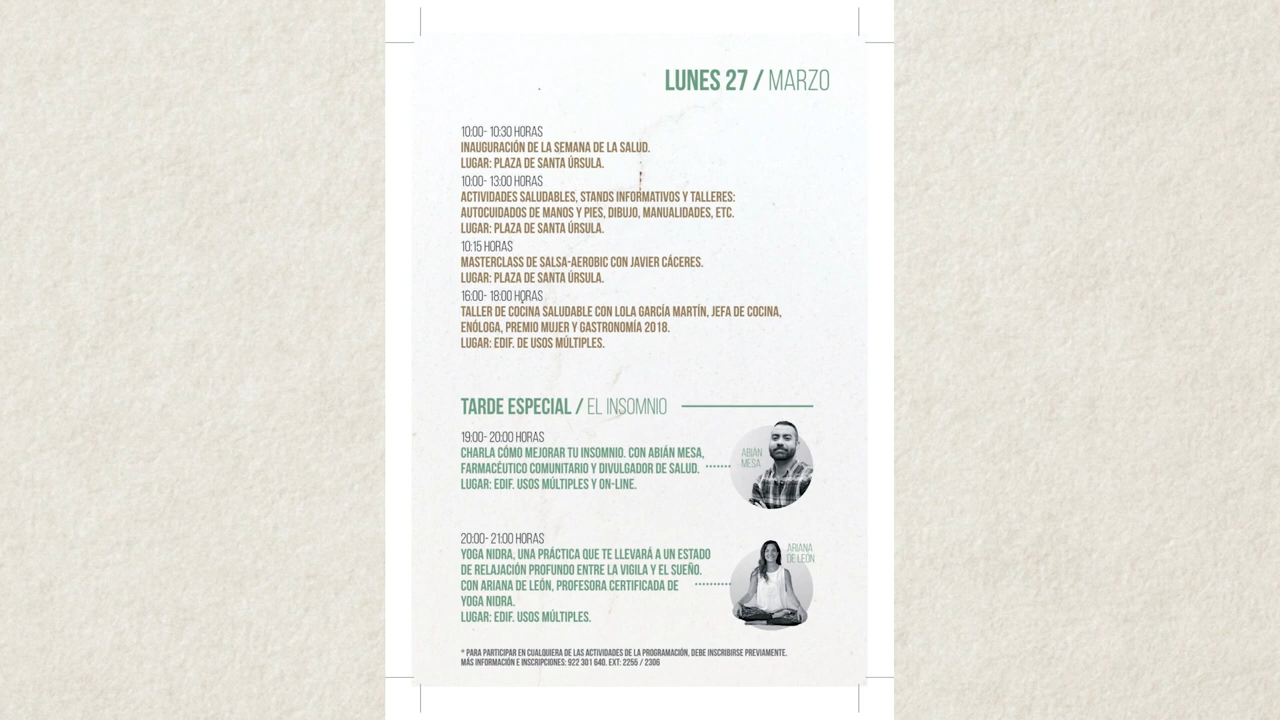 LUNES 27 / MARZO
10:00- 10:30 HORAS
INAUGURACIÓN DE LA SEMANA DE LA SALUD.
LUGAR: PLAZA DE SANTA ÚRSULA.
10:00- 13:00 HORAS
ACTIVIDADES SALUDABLES, STANDS INFORMATIVOS Y TALLERES:
AUTOCUIDADOS DE MANOS Y PIES, DIBUJO, MANUALIDADES, ETC.
LUGAR: PLAZA DE SANTA ÚRSULA.
10:15 HORAS
MASTERCLASS DE SALSA-AEROBIC CON JAVIER CÁCERES.
LUGAR: PLAZA DE SANTA ÚRSULA.
16:00- 18:00 HORAS
TALLER DE COCINA SALUDABLE CON LOLA GARCÍA MARTÍN, JEFA DE COCINA,
ENÓLOGA, PREMIO MUJER Y GASTRONOMÍA 2018.
LUGAR: EDIF. DE USOS MÚLTIPLES.
TARDE ESPECIAL / EL INSOMNIO
19:00- 20:00 HORAS
CHARLA CÓMO MEJORAR TU INSOMNIO. CON ABIÁN MESA,
FARMACÉUTICO COMUNITARIO Y DIVULGADOR DE SALUD.
LUGAR: EDIF. USOS MÚLTIPLES Y ON-LINE.
ABIÁN
MESA
20:00- 21:00 HORAS
YOGA NIDRA, UNA PRÁCTICA QUE TE LLEVARÁ A UN ESTADO
DE RELAJACIÓN PROFUNDO ENTRE LA VIGILA Y EL SUEÑO.
CON ARIANA DE LEÓN, PROFESORA CERTIFICADA DE
YOGA NIDRA.
LUGAR: EDIF. USOS MÚLTIPLES.
ARIANA
DE LEÓN
* PARA PARTICIPAR EN CUALQUIERA DE LAS ACTIVIDADES DE LA PROGRAMACIÓN, DEBE INSCRIBIRSE PREVIAMENTE.
MÁS INFORMACIÓN E INSCRIPCIONES: 922 301 640. EXT: 2255 / 2306